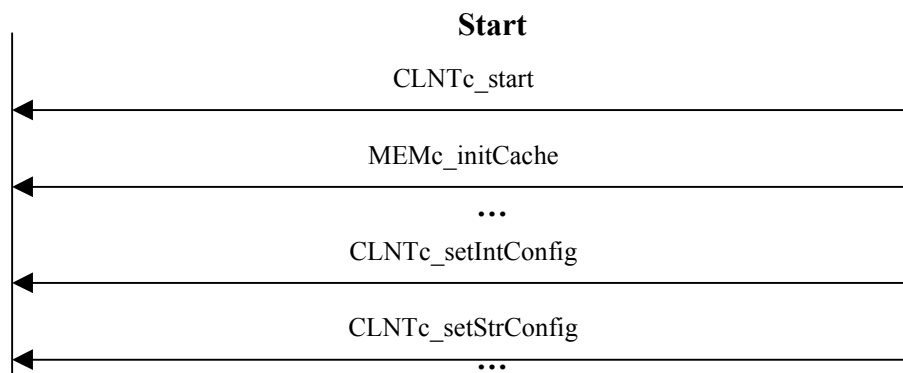 Start
CLNTc_start
MEMc_initCache
...
CLNTc_setIntConfig
CLNTc_setStrConfig
...